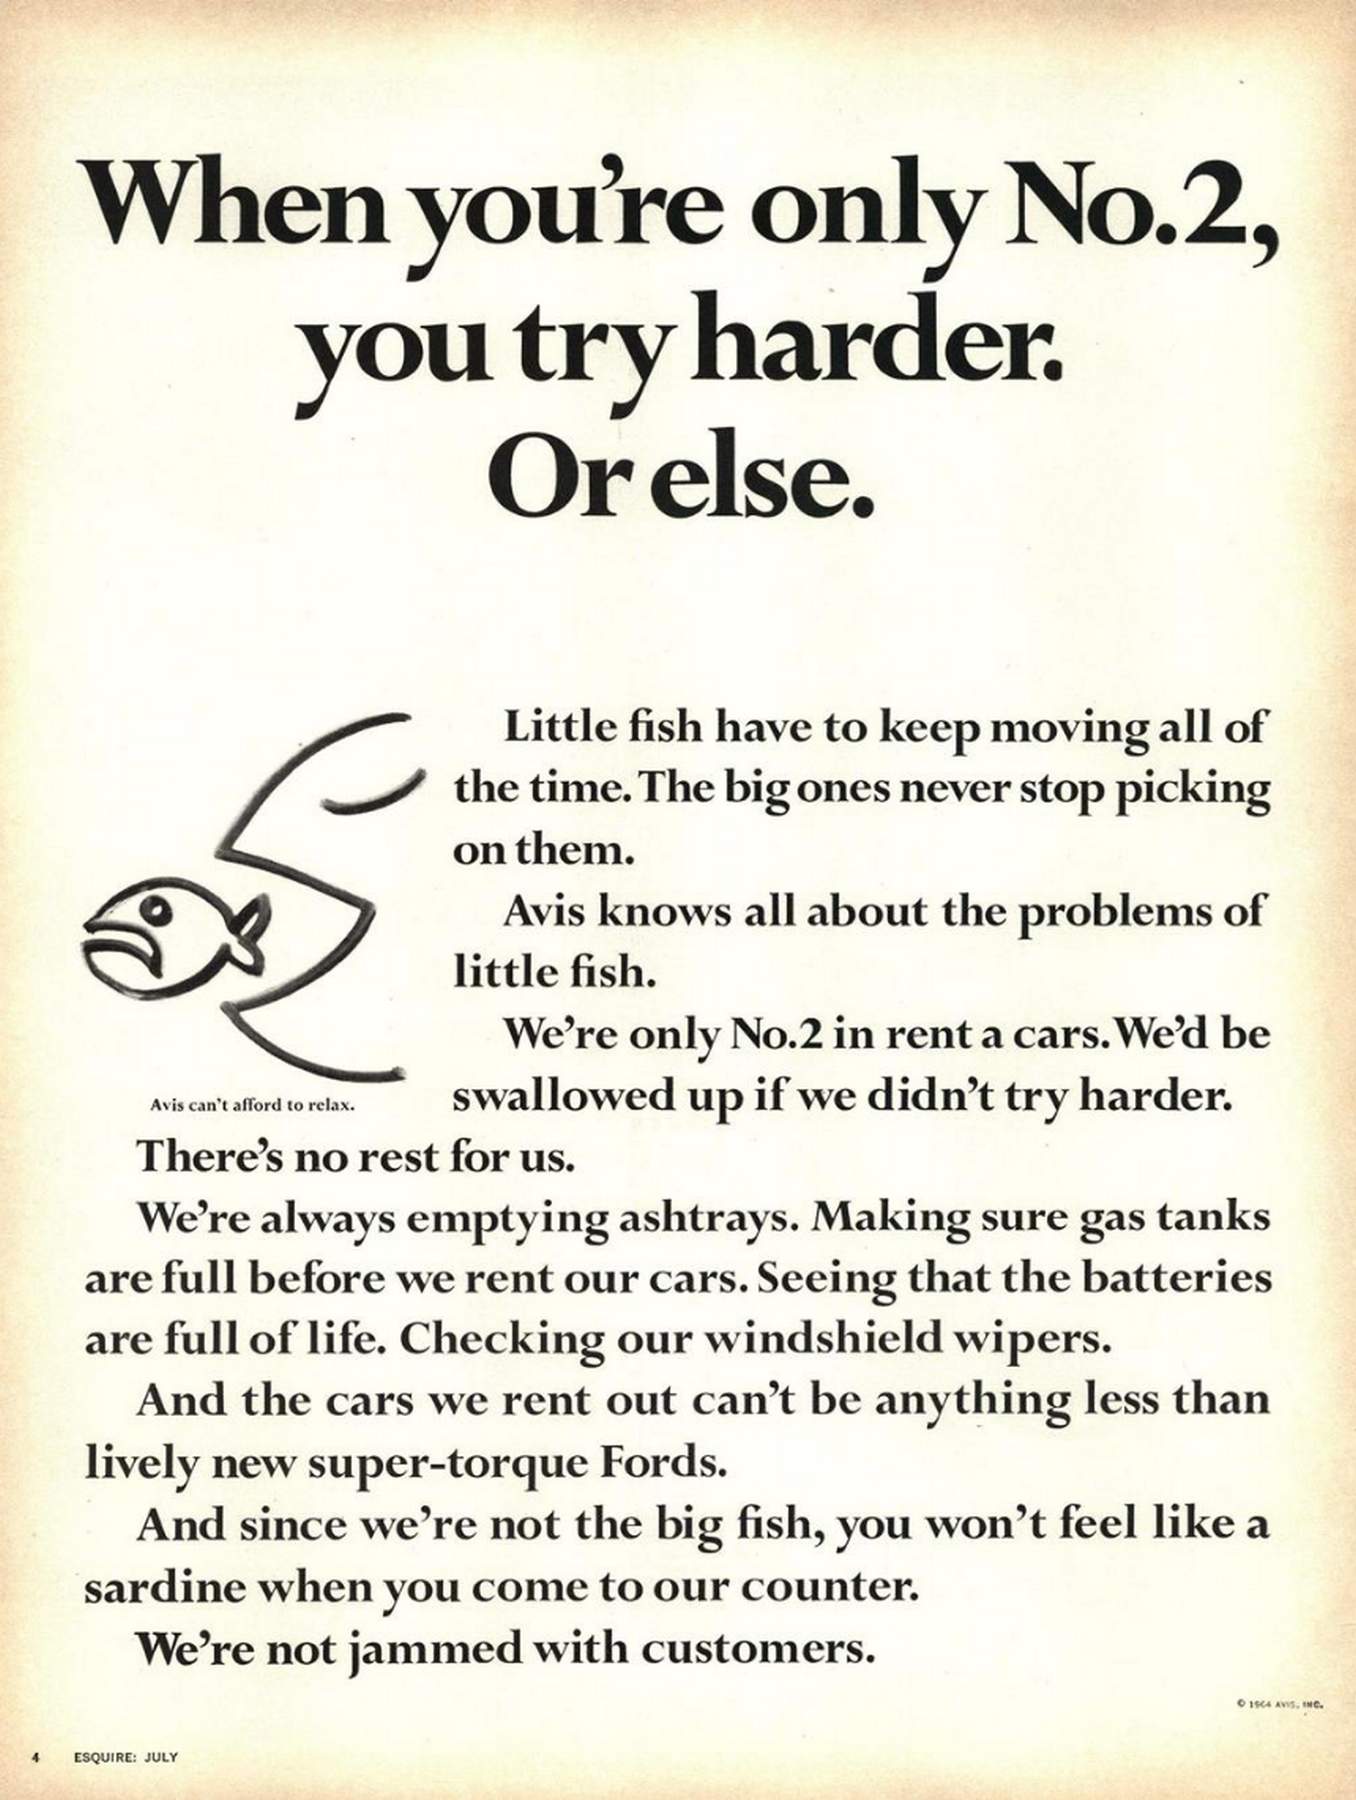 When you're only No.2,
you try harder.
Or else.
Little fish have to keep moving all of
the time. The big ones never stop picking
on them.
Avis knows all about the problems of
little fish.
We're only No.2 in rent a cars. We'd be
swallowed up if we didn't try harder.
Avis can't afford to relax.
There's no rest for us.
We're always emptying ashtrays. Making sure gas tanks
are full before we rent our cars. Seeing that the batteries
are full of life. Checking our windshield wipers.
And the cars we rent out can't be anything less than
lively new super-torque Fords.
And since we're not the big fish, you won't feel like a
sardine when you come to our counter.
We're not jammed with customers.
© 1964 AVIS, INC.
4 ESQUIRE: JULY